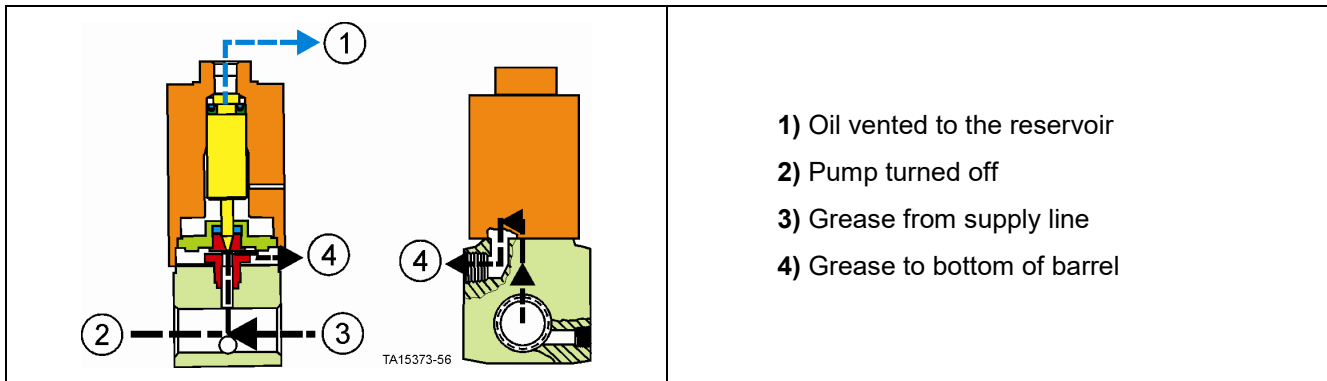 1
4
2
3
TA15373-56
4
1) Oil vented to the reservoir
2) Pump turned off
3) Grease from supply line
4) Grease to bottom of barrel